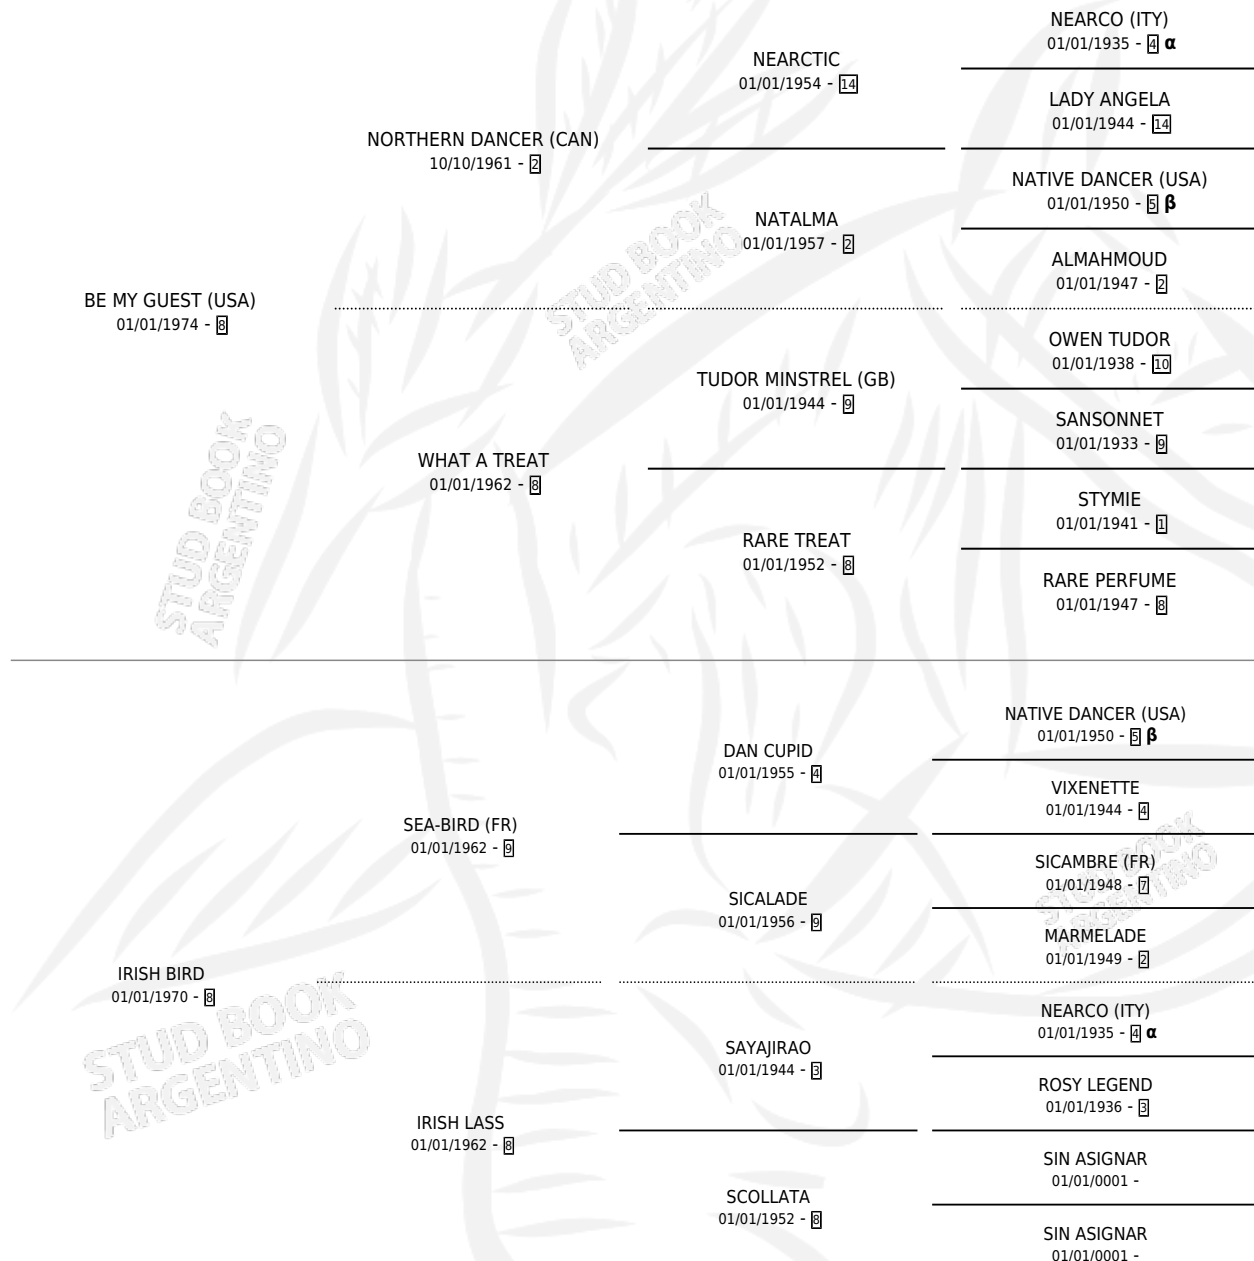 NEARCO (ITY)
01/01/1935 - 4 α
NEARCTIC
01/01/1954 - 14
LADY ANGELA
01/01/1944 - 14
NORTHERN DANCER (CAN)
10/10/1961 - 2
NATIVE DANCER (USA)
01/01/1950 - 5 β
NATALMA
01/01/1957 - 2
ALMAHMOUD
01/01/1947 - 2
BE MY GUEST (USA)
01/01/1974 - 8
OWEN TUDOR
01/01/1938 - 10
TUDOR MINSTREL (GB)
01/01/1944 - 9
SANSONNET
01/01/1933 - 9
WHAT A TREAT
01/01/1962 - 8
STYMIE
01/01/1941 - 1
RARE TREAT
01/01/1952 - 8
RARE PERFUME
01/01/1947 - 8
NATIVE DANCER (USA)
01/01/1950 - 5 β
DAN CUPID
01/01/1955 - 4
VIXENETTE
01/01/1944 - 4
SEA-BIRD (FR)
01/01/1962 - 9
SICAMBRE (FR)
01/01/1948 - 7
SICALADE
01/01/1956 - 9
MARMELADE
01/01/1949 - 2
IRISH BIRD
01/01/1970 - 8
NEARCO (ITY)
01/01/1935 - 4 α
SAYAJIRAO
01/01/1944 - 3
ROSY LEGEND
01/01/1936 - 3
IRISH LASS
01/01/1962 - 8
SIN ASIGNAR
01/01/0001 -
SCOLLATA
01/01/1952 - 8
SIN ASIGNAR
01/01/0001 -
STUD BOOK
ARGENTINO
STUD BOOK
ARGENTINO
STUD BOOK
ARGENTINO
STUD BOOK
ARGENTINO